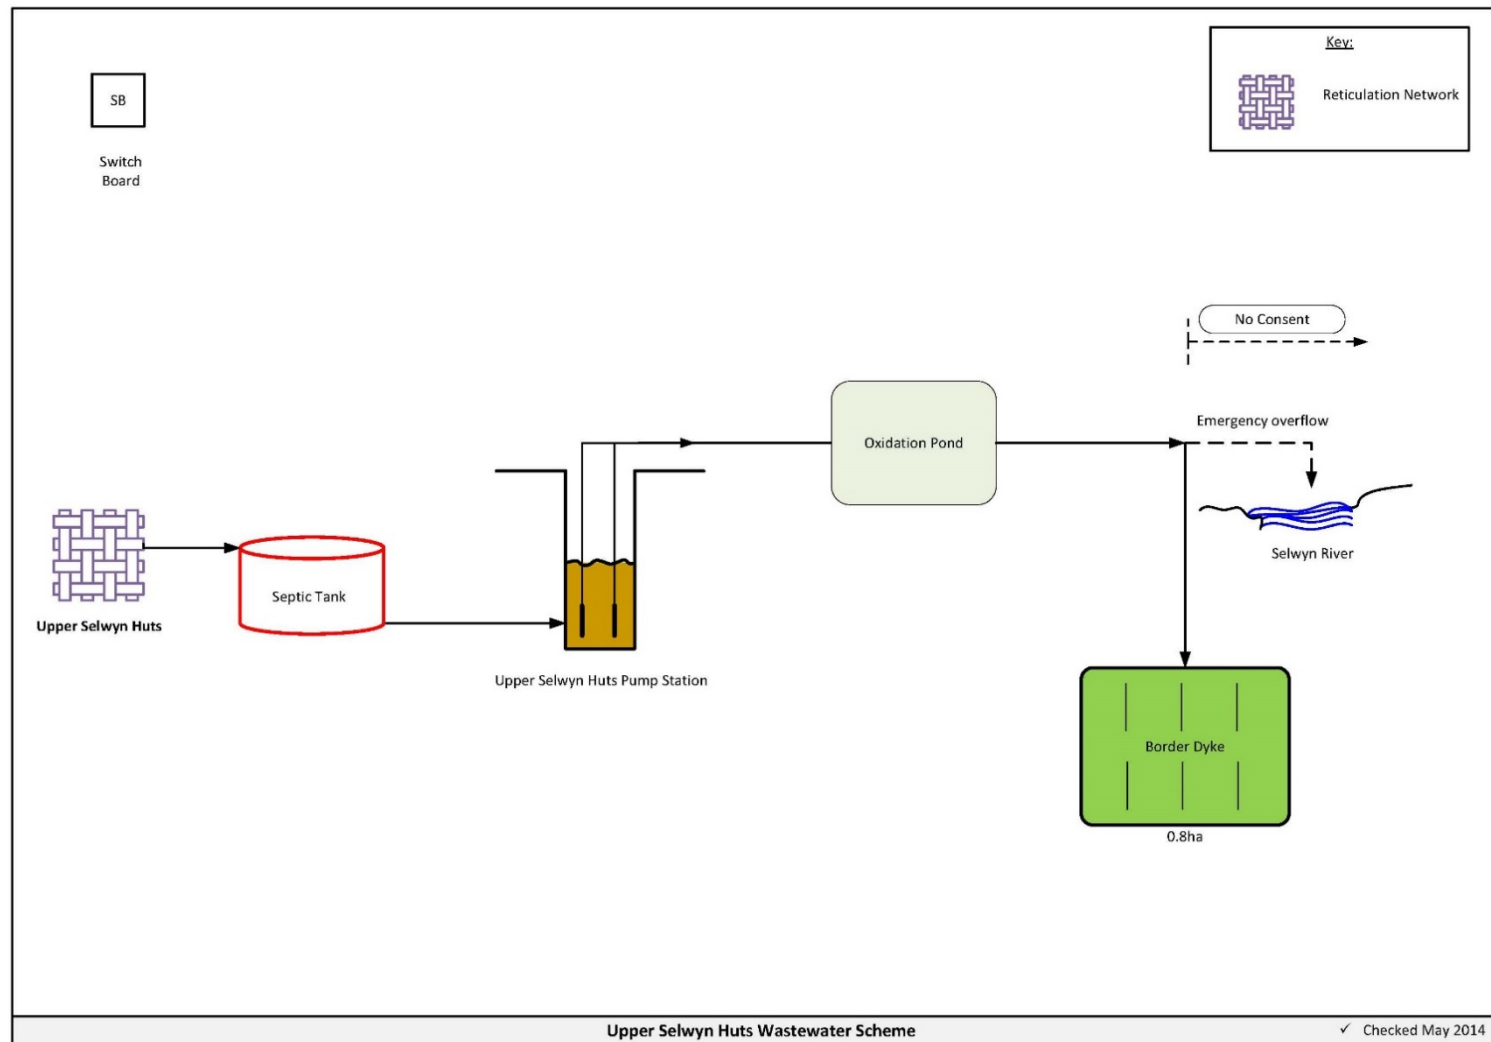 Key:
Reticulation Network
SB
Switch
Board
No Consent
Emergency overflow
Oxidation Pond
Selwyn River
Septic Tank
Upper Selwyn Huts
Upper Selwyn Huts Pump Station
Border Dyke
0.8ha
Upper Selwyn Huts Wastewater Scheme
✓ Checked May 2014